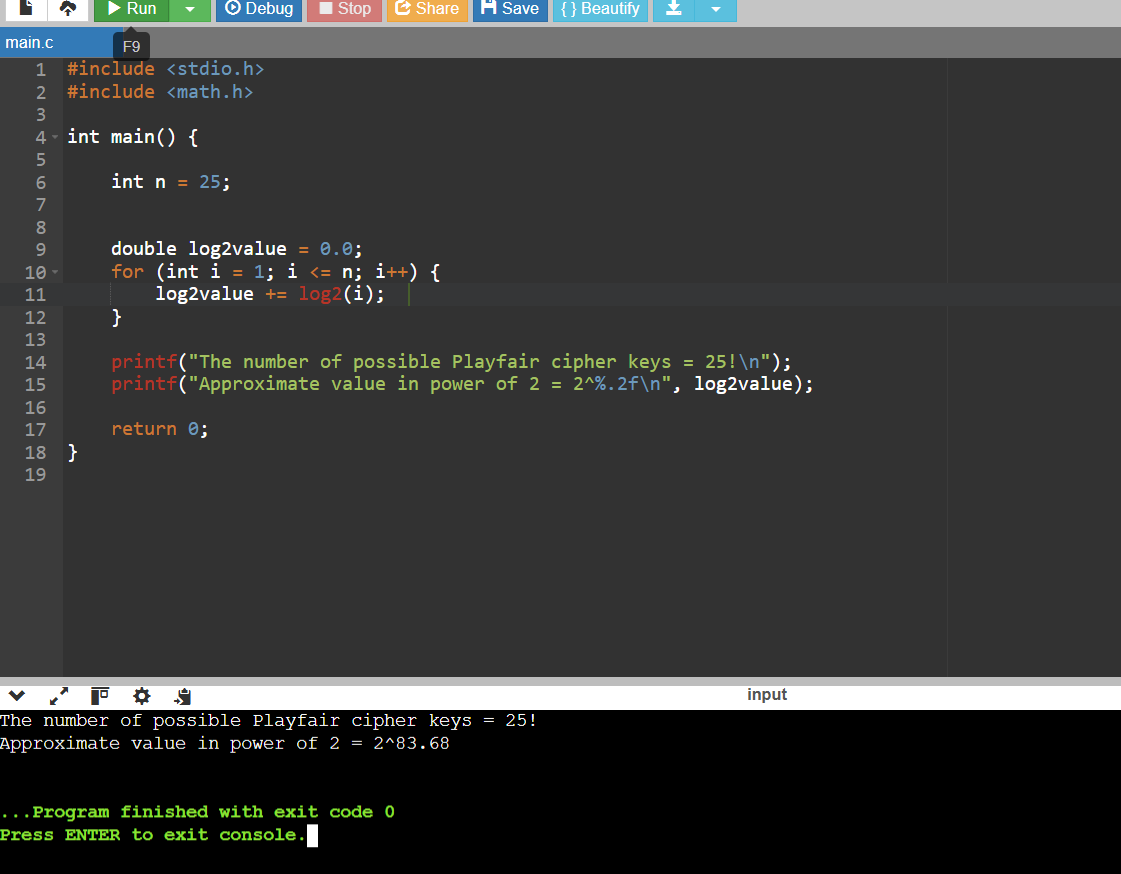 Run Debug Stop Share Save { } Beautify
main.c
F9
1 #include <stdio.h>
2 #include <math.h>
3
4 int main() {
5
6     int n = 25;
7
8
9     double log2value = 0.0;
10     for (int i = 1; i <= n; i++) {
11         log2value += log2(i);
12     }
13
14     printf("The number of possible Playfair cipher keys = 25!\n");
15     printf("Approximate value in power of 2 = 2^%.2f\n", log2value);
16
17     return 0;
18 }
19
input
The number of possible Playfair cipher keys = 25!
Approximate value in power of 2 = 2^83.68
...Program finished with exit code 0
Press ENTER to exit console.